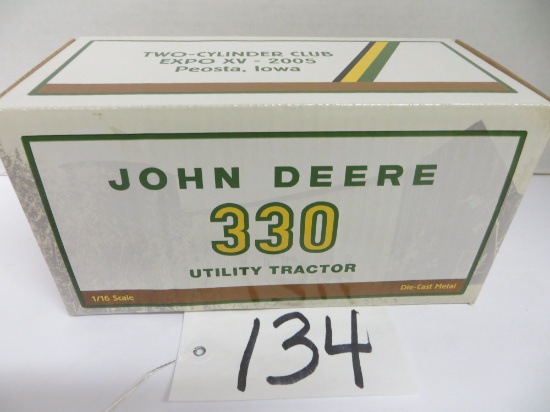 TWO-CYLINDER CLUB
EXPO XV - 2005
Peosta, Iowa
JOHN DEERE
330
UTILITY TRACTOR
1/16 Scale
Die-Cast Metal
134